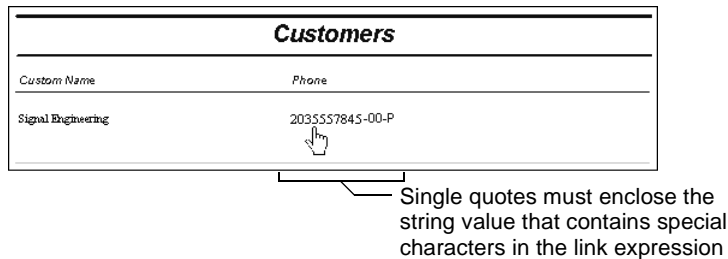 Customers
Custom Name Phone
Signal Engineering 2035557845-00-P
Single quotes must enclose the
string value that contains special
characters in the link expression